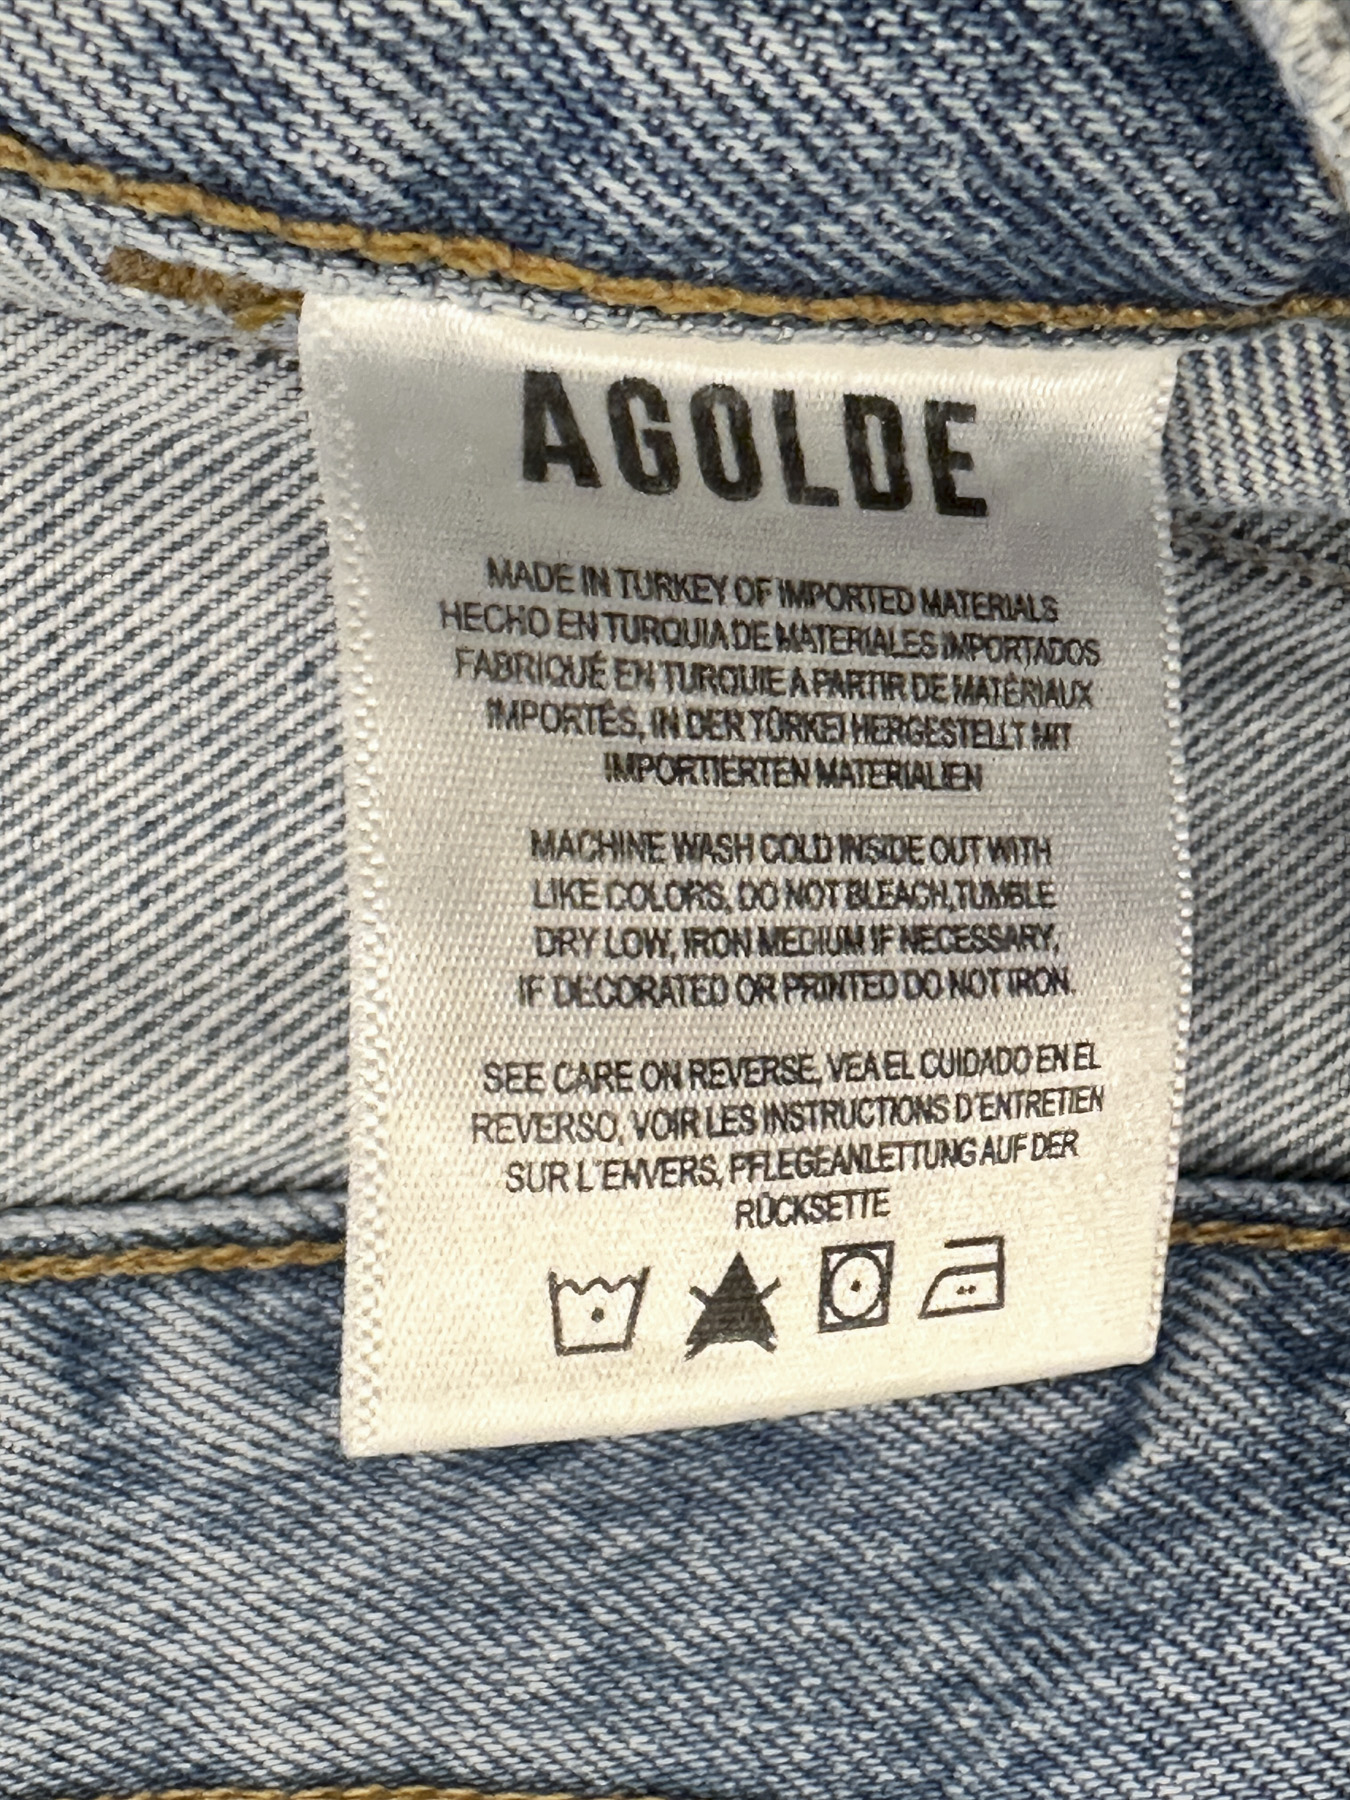 AGOLDE
MADE IN TURKEY OF IMPORTED MATERIALS
HECHO EN TURQUIA DE MATERIALES IMPORTADOS
FABRIQUÉ EN TURQUIE A PARTIR DE MATÉRIAUX
IMPORTÉS, IN DER TÜRKEI HERGESTELLT MIT
IMPORTIERTEN MATERIALIEN
MACHINE WASH COLD INSIDE OUT WITH
LIKE COLORS, DO NOT BLEACH, TUMBLE
DRY LOW, IRON MEDIUM IF NECESSARY,
IF DECORATED OR PRINTED DO NOT IRON.
SEE CARE ON REVERSE, VEA EL CUIDADO EN EL
REVERSO, VOIR LES INSTRUCTIONS D'ENTRETIEN
SUR L'ENVERS, PFLEGEANLETTUNG AUF DER
RÜCKSETTE